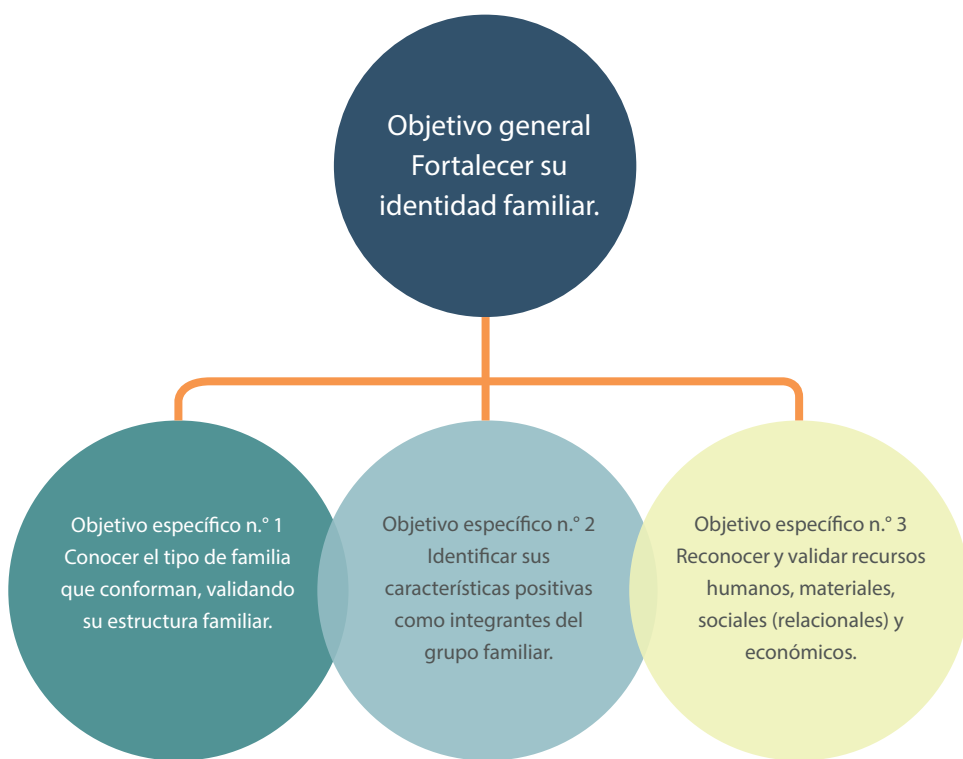 Objetivo general
Fortalecer su
identidad familiar.
Objetivo específico n.° 1
Conocer el tipo de familia
que conforman, validando
su estructura familiar.
Objetivo específico n.° 2
Identificar sus
características positivas
como integrantes del
grupo familiar.
Objetivo específico n.° 3
Reconocer y validar recursos
humanos, materiales,
sociales (relacionales) y
económicos.